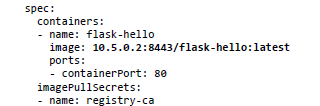 spec:
  containers:
  - name: flask-hello
    image: 10.5.0.2:8443/flask-hello:latest
    ports:
    - containerPort: 80
  imagePullSecrets:
  - name: registry-ca